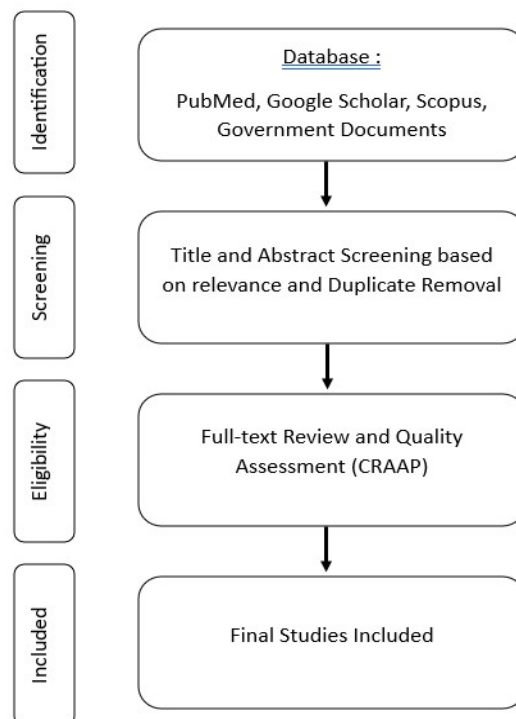 Identification
Database :
PubMed, Google Scholar, Scopus,
Government Documents
Screening
Title and Abstract Screening based
on relevance and Duplicate Removal
Eligibility
Full-text Review and Quality
Assessment (CRAAP)
Included
Final Studies Included